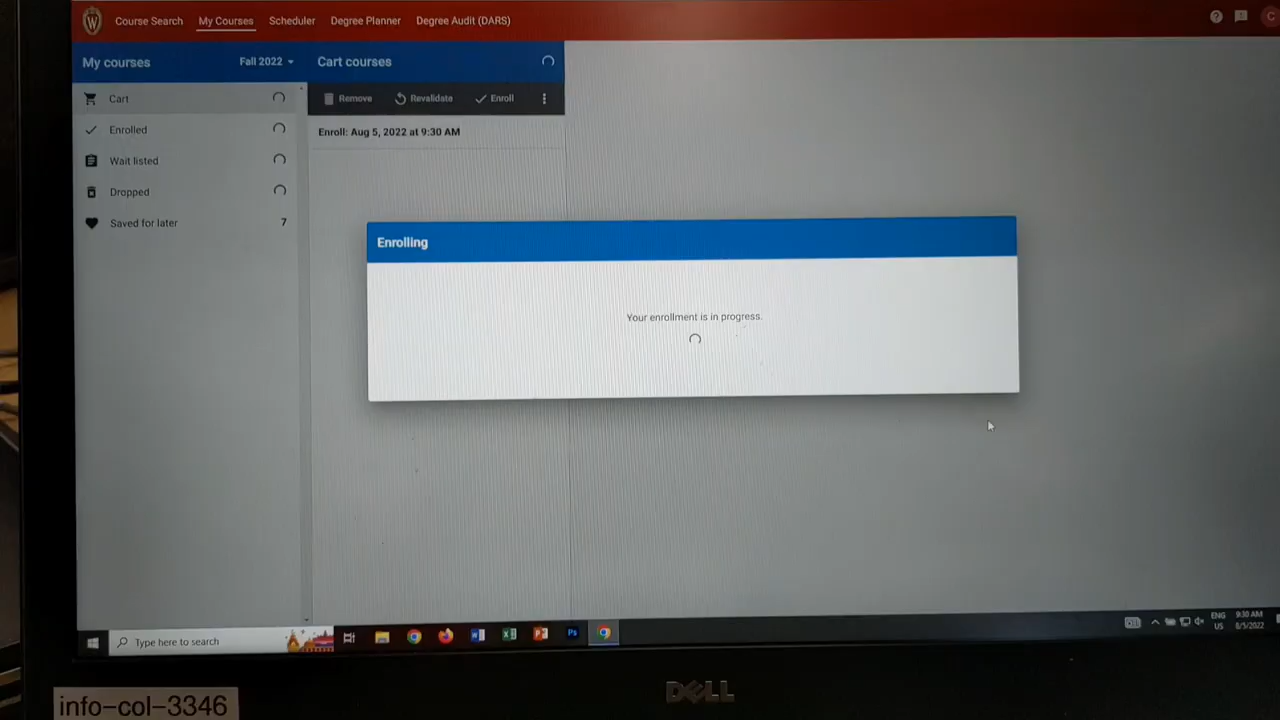 W Course Search My Courses Scheduler Degree Planner Degree Audit (DARS) ? C
My courses Fall 2022 Cart courses
Cart Remove Revalidate Enroll
Enrolled
Enroll: Aug 5, 2022 at 9:30 AM
Wait listed
Dropped
Saved for later 7
Enrolling
Your enrollment is in progress.
Type here to search
ENG 9:30 AM
US 8/5/2022
DELL
info-col-3346